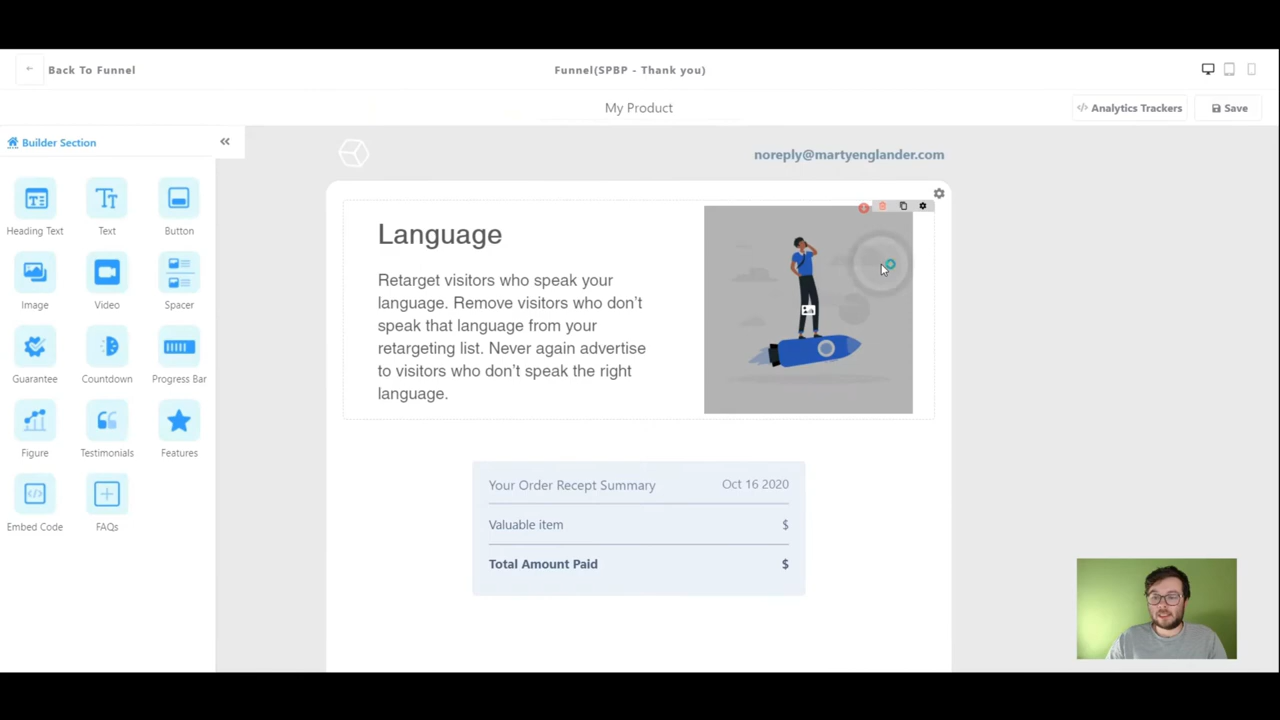 Back To Funnel
Funnel(SPBP - Thank you)
My Product
</> Analytics Trackers
Save
Builder Section
noreply@martyenglander.com
Heading Text
Text
Button
Image
Video
Spacer
Guarantee
Countdown
Progress Bar
Figure
Testimonials
Features
Embed Code
FAQs
Language
Retarget visitors who speak your
language. Remove visitors who don't
speak that language from your
retargeting list. Never again advertise
to visitors who don't speak the right
language.
Your Order Recept Summary
Oct 16 2020
Valuable item
$
Total Amount Paid
$